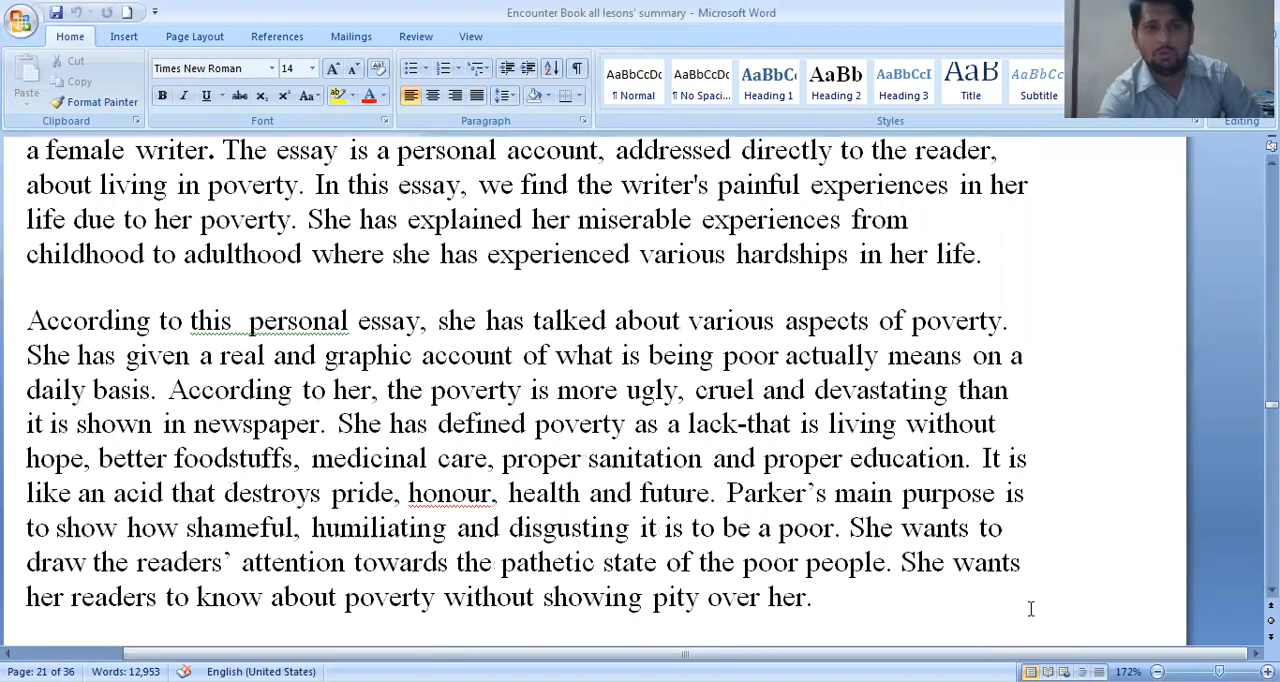 Encounter Book all lesons' summary - Microsoft Word
Home Insert Page Layout References Mailings Review View
Paste
Cut
Copy
Format Painter
Clipboard
Times New Roman 14
Font
Paragraph
AaBbCcDc AaBbCcDc AaBbC AaBb AaBbCcI AaB AaBbCcL
¶ Normal ¶ No Spaci... Heading 1 Heading 2 Heading 3 Title Subtitle
Styles
Editing
a female writer. The essay is a personal account, addressed directly to the reader,
about living in poverty. In this essay, we find the writer's painful experiences in her
life due to her poverty. She has explained her miserable experiences from
childhood to adulthood where she has experienced various hardships in her life.
According to this personal essay, she has talked about various aspects of poverty.
She has given a real and graphic account of what is being poor actually means on a
daily basis. According to her, the poverty is more ugly, cruel and devastating than
it is shown in newspaper. She has defined poverty as a lack-that is living without
hope, better foodstuffs, medicinal care, proper sanitation and proper education. It is
like an acid that destroys pride, honour, health and future. Parker’s main purpose is
to show how shameful, humiliating and disgusting it is to be a poor. She wants to
draw the readers’ attention towards the pathetic state of the poor people. She wants
her readers to know about poverty without showing pity over her.
Page: 21 of 36 Words: 12,953 English (United States) 172%